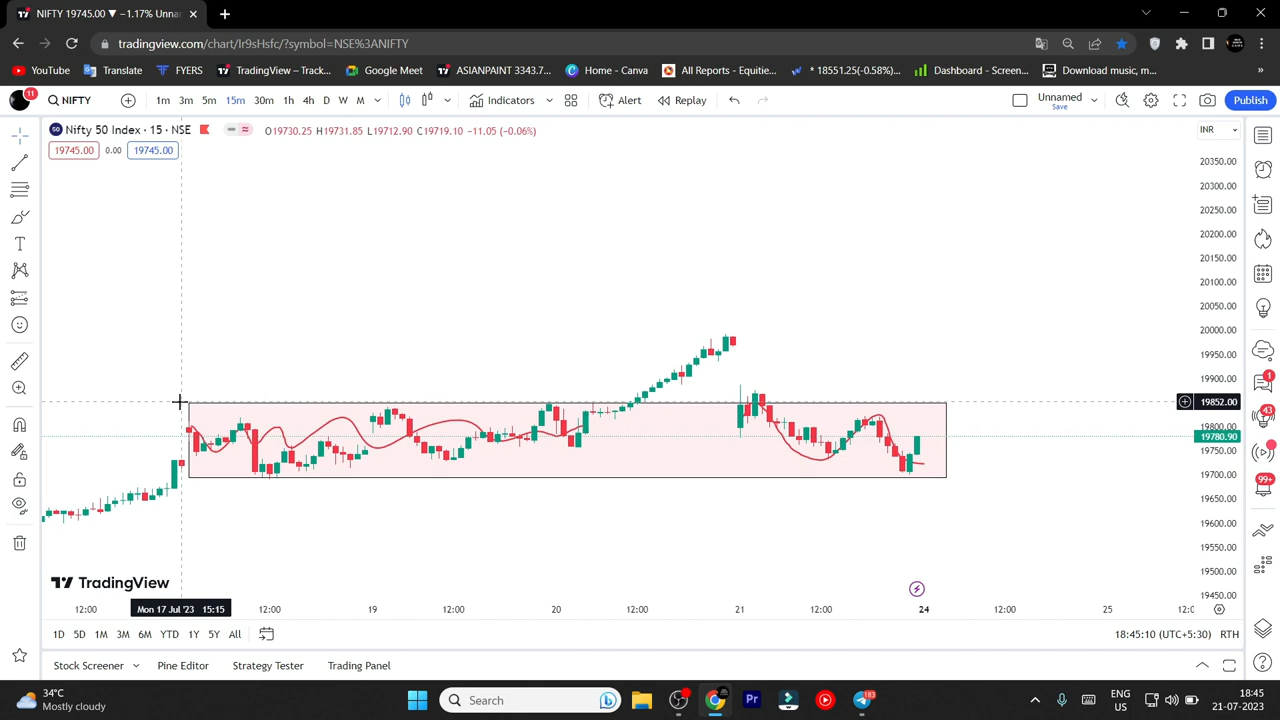 NIFTY 19745.00 ▼ −1.17% Unnar
tradingview.com/chart/Ir9sHsfc/?symbol=NSE%3ANIFTY
YouTube Translate FYERS TradingView – Track... Google Meet ASIANPAINT 3343.7... Home - Canva All Reports - Equitie... * 18551.25(-0.58%)... Dashboard - Screen... Download music, m... »
11 NIFTY 1m 3m 5m 15m 30m 1h 4h D W M Indicators Alert Replay Unnamed Save Publish
50 Nifty 50 Index · 15 · NSE O19730.25 H19731.85 L19712.90 C19719.10 −11.05 (−0.06%) INR
19745.00 0.00 19745.00
20350.00
20300.00
20250.00
20200.00
20150.00
20100.00
20050.00
20000.00
19950.00
19900.00
1
19852.00
43
19800.00
19780.90
19750.00
19700.00
99+
19650.00
19600.00
19550.00
19500.00
19450.00
TradingView
12:00 Mon 17 Jul '23 15:15 12:00 19 12:00 20 12:00 21 12:00 24 12:00 25 12:0
1D 5D 1M 3M 6M YTD 1Y 5Y All 18:45:10 (UTC+5:30) RTH
Stock Screener Pine Editor Strategy Tester Trading Panel
34°C
Mostly cloudy
Search
Pr
183
ENG
US
18:45
21-07-2023